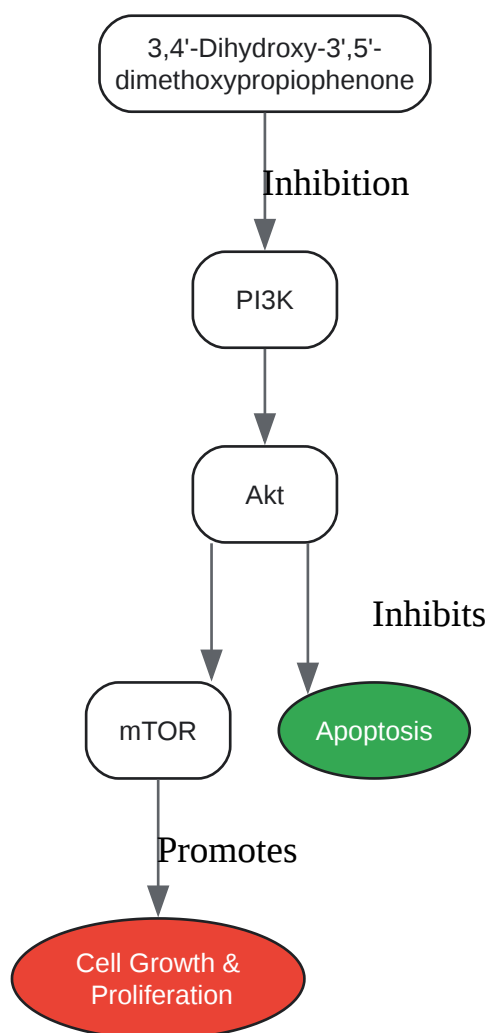 3,4'-Dihydroxy-3',5'-
dimethoxypropiophenone
Inhibition
PI3K
Akt
Inhibits
mTOR
Apoptosis
Promotes
Cell Growth &
Proliferation